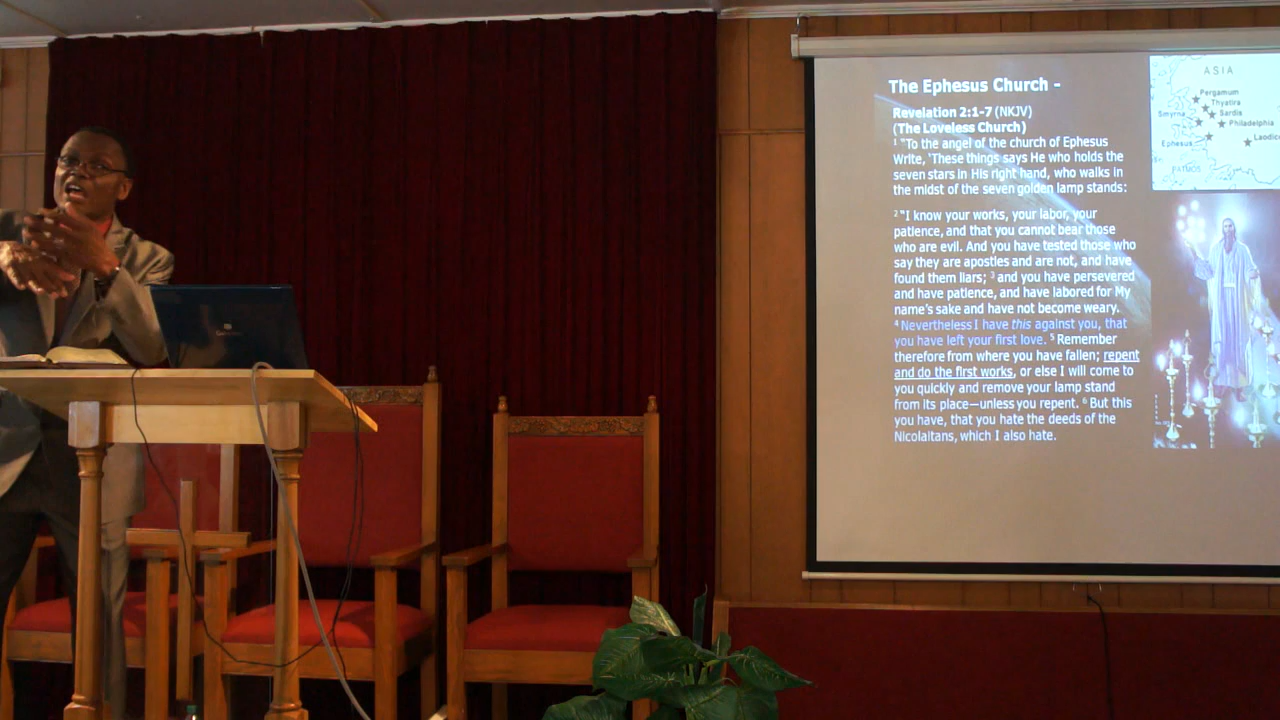 The Ephesus Church -
Revelation 2:1-7 (NKJV)
(The Loveless Church)
1 "To the angel of the church of Ephesus
Write, 'These things says He who holds the
seven stars in His right hand, who walks in
the midst of the seven golden lamp stands:
2 "I know your works, your labor, your
patience, and that you cannot bear those
who are evil. And you have tested those who
say they are apostles and are not, and have
found them liars; 3 and you have persevered
and have patience, and have labored for My
name's sake and have not become weary.
4 Nevertheless I have this against you, that
you have left your first love. 5 Remember
therefore from where you have fallen; repent
and do the first works, or else I will come to
you quickly and remove your lamp stand
from its place—unless you repent. 6 But this
you have, that you hate the deeds of the
Nicolaitans, which I also hate.
ASIA
Pergamum
Thyatira
Smyrna
Sardis
Philadelphia
Ephesus
Laodice
PATMOS